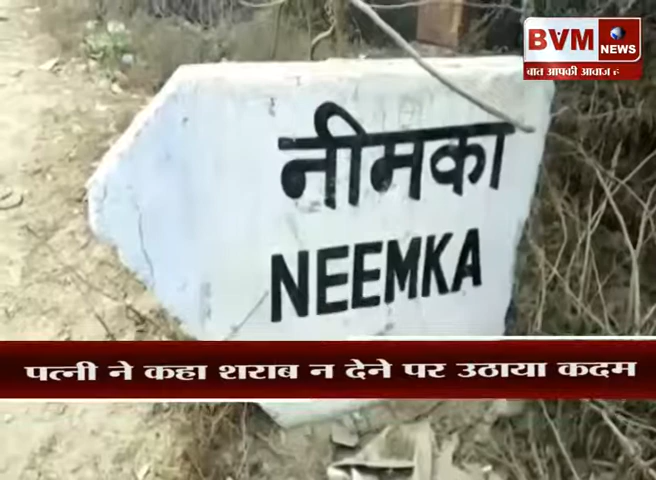 BVM NEWS
बात आपकी आवाज़ ह
नीमका
NEEMKA
पत्नी ने कहा शराब न देने पर उठाया कदम